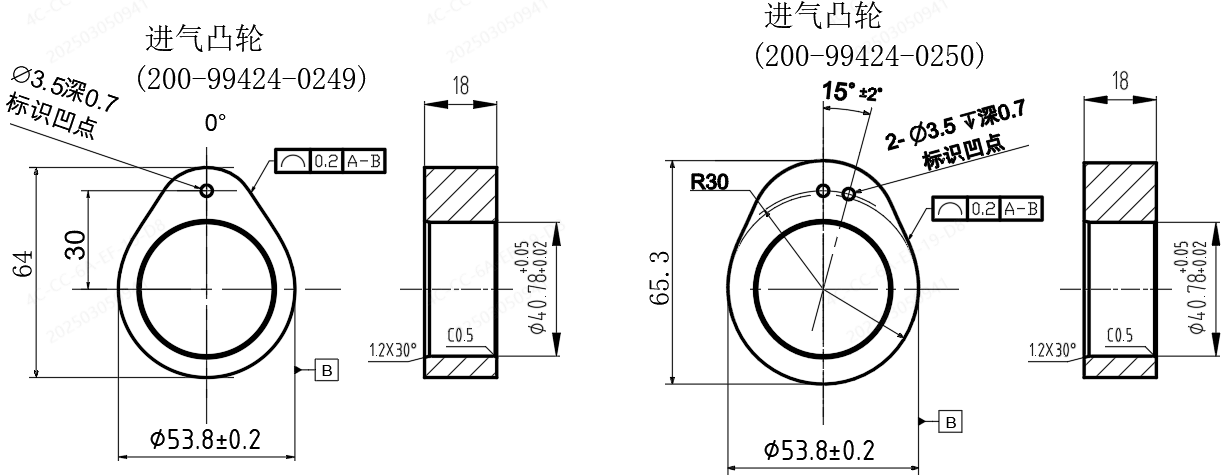 进气凸轮
(200-99424-0249)
∅3.5深0.7
标识凹点
0°
⌒ 0.2 A-B
64
30
B
φ53.8±0.2
18
φ40.78+0.05
+0.02
C0.5
1.2X30°
进气凸轮
(200-99424-0250)
15° ±2°
2- ∅3.5 ↧深0.7
标识凹点
R30
⌒ 0.2 A-B
65.3
B
φ53.8±0.2
18
φ40.78+0.05
+0.02
C0.5
1.2X30°
202503050941
202503050941